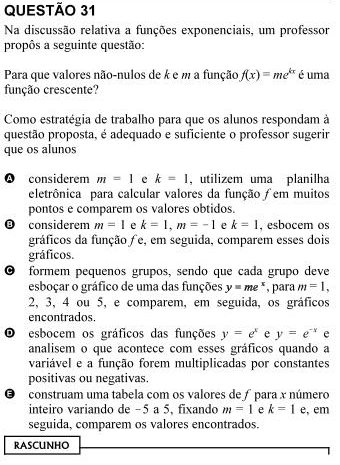 QUESTÃO 31
Na discussão relativa a funções exponenciais, um professor
propôs a seguinte questão:
Para que valores não-nulos de k e m a função f(x) = me^{kx} é uma
função crescente?
Como estratégia de trabalho para que os alunos respondam à
questão proposta, é adequado e suficiente o professor sugerir
que os alunos
A considerem m = 1 e k = 1, utilizem uma planilha
eletrônica para calcular valores da função f em muitos
pontos e comparem os valores obtidos.
B considerem m = 1 e k = 1, m = −1 e k = 1, esbocem os
gráficos da função f e, em seguida, comparem esses dois
gráficos.
C formem pequenos grupos, sendo que cada grupo deve
esboçar o gráfico de uma das funções y = me^x, para m = 1,
2, 3, 4 ou 5, e comparem, em seguida, os gráficos
encontrados.
D esbocem os gráficos das funções y = e^x e y = e^{-x} e
analisem o que acontece com esses gráficos quando a
variável e a função forem multiplicadas por constantes
positivas ou negativas.
E construam uma tabela com os valores de f para x número
inteiro variando de −5 a 5, fixando m = 1 e k = 1 e, em
seguida, comparem os valores encontrados.
RASCUNHO